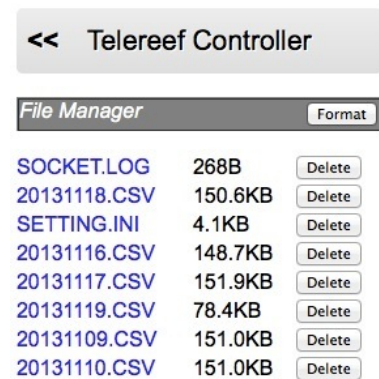 << Telereef Controller
File Manager Format
SOCKET.LOG 268B Delete
20131118.CSV 150.6KB Delete
SETTING.INI 4.1KB Delete
20131116.CSV 148.7KB Delete
20131117.CSV 151.9KB Delete
20131119.CSV 78.4KB Delete
20131109.CSV 151.0KB Delete
20131110.CSV 151.0KB Delete